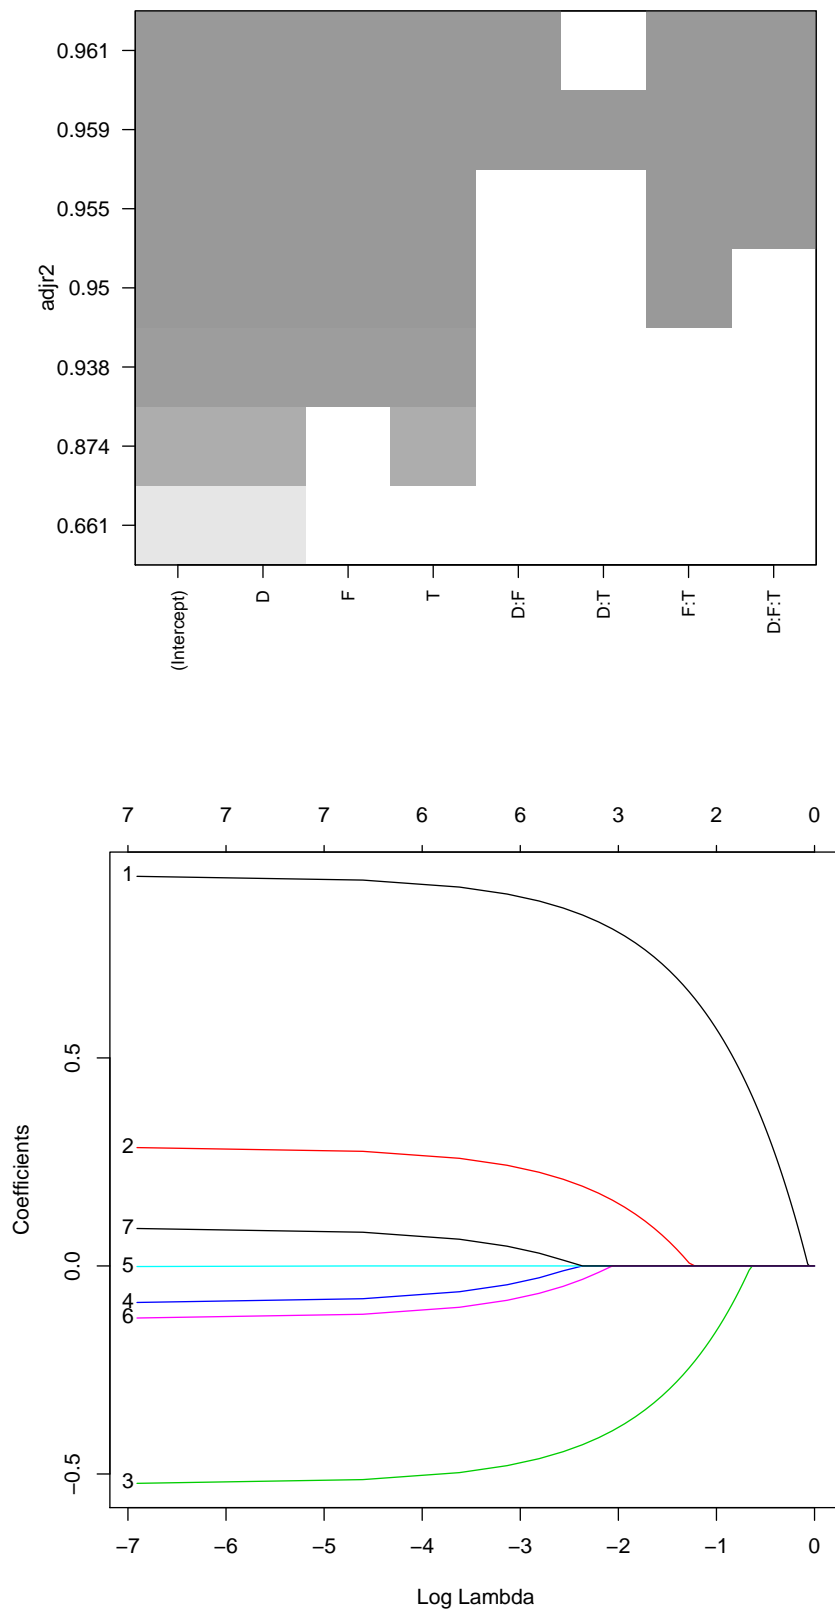 0.961
0.959
0.955
0.95
0.938
0.874
0.661
adjr2
(Intercept)
D
F
T
D:F
D:T
F:T
D:F:T
7 7 7 6 6 3 2 0
1
2
7
5
4
6
3
0.5
0.0
−0.5
Coefficients
−7 −6 −5 −4 −3 −2 −1 0
Log Lambda